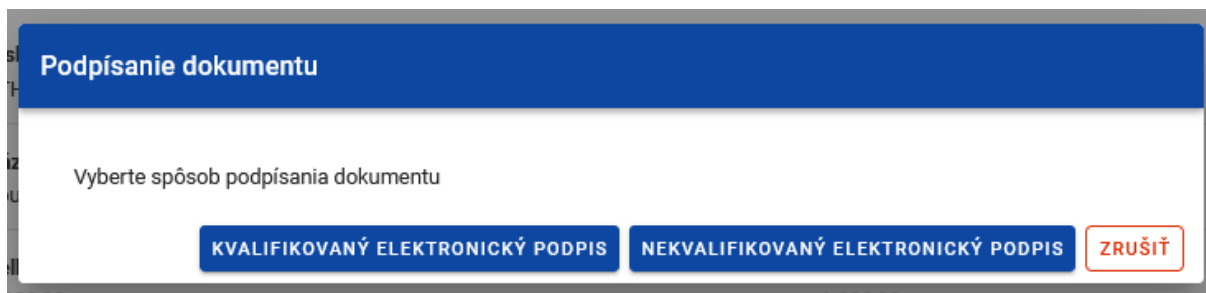 Podpísanie dokumentu
Vyberte spôsob podpísania dokumentu
KVALIFIKOVANÝ ELEKTRONICKÝ PODPIS NEKVALIFIKOVANÝ ELEKTRONICKÝ PODPIS ZRUŠIŤ